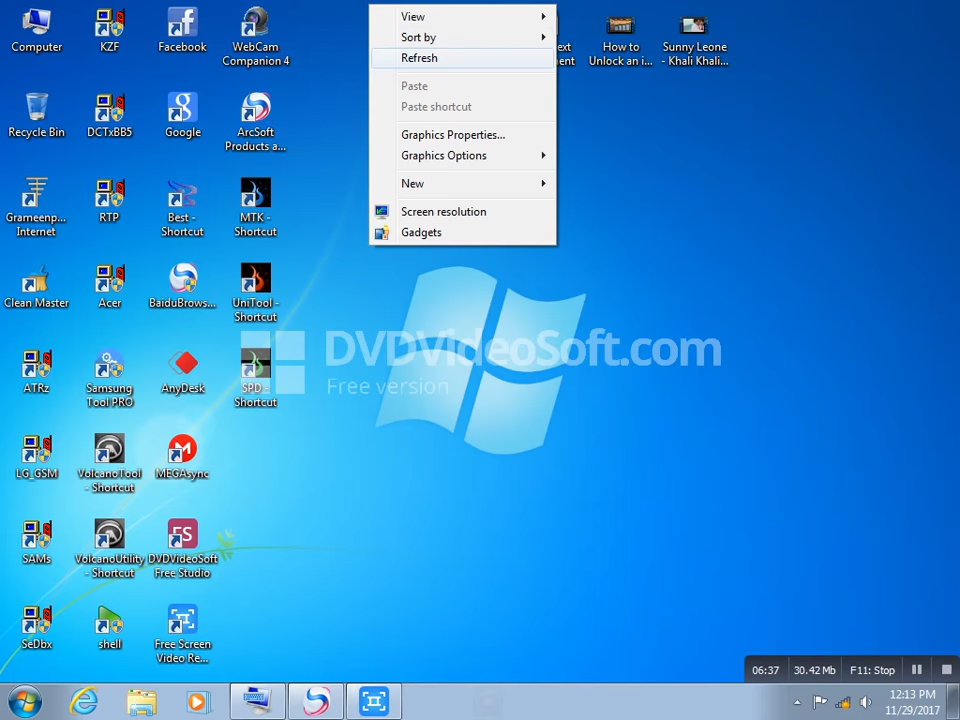 Computer
KZF
Facebook
WebCam
Companion 4
View
Sort by
Refresh
Paste
Paste shortcut
Graphics Properties...
Graphics Options
New
Screen resolution
Gadgets
How to
Unlock an i...
Sunny Leone
- Khali Khali...
Recycle Bin
DCTxBB5
Google
ArcSoft
Products a...
Grameenp...
Internet
RTP
Best -
Shortcut
MTK -
Shortcut
Clean Master
Acer
BaiduBrows...
UniTool -
Shortcut
DVDVideoSoft.com
Free version
ATRz
Samsung
Tool PRO
AnyDesk
SPD -
Shortcut
LG_GSM
VolcanoTool
- Shortcut
MEGAsync
SAMs
VolcanoUtility
- Shortcut
FS
DVDVideoSoft
Free Studio
SeDbx
shell
Free Screen
Video Re...
06:37
30.42 Mb
F11: Stop
12:13 PM
11/29/2017